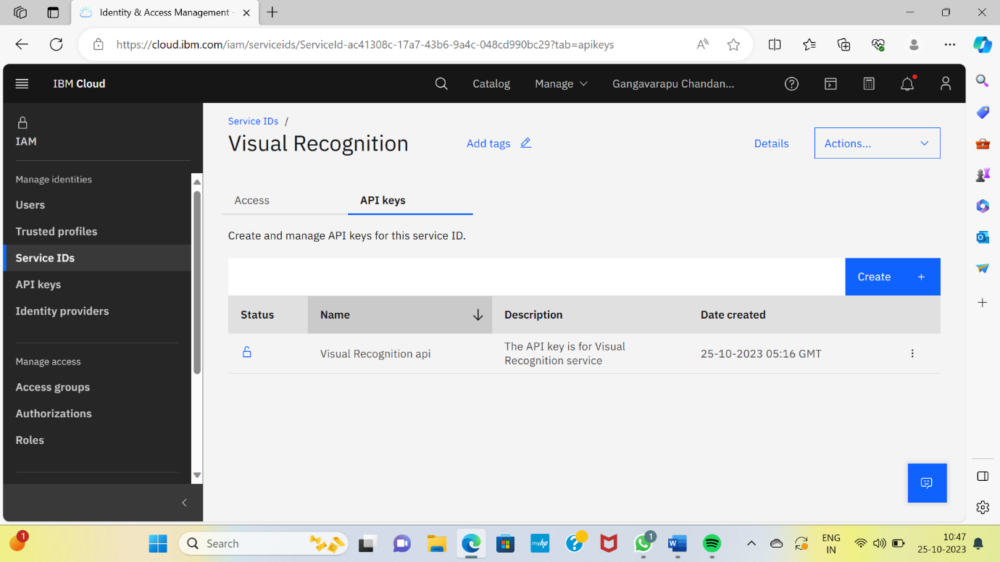 Identity & Access Management -
https://cloud.ibm.com/iam/serviceids/ServiceId-ac41308c-17a7-43b6-9a4c-048cd990bc29?tab=apikeys
IBM Cloud
Catalog
Manage
Gangavarapu Chandan...
IAM
Manage identities
Users
Trusted profiles
Service IDs
API keys
Identity providers
Manage access
Access groups
Authorizations
Roles
Service IDs /
Visual Recognition
Add tags
Details
Actions...
Access
API keys
Create and manage API keys for this service ID.
Create +
Status
Name
Description
Date created
Visual Recognition api
The API key is for Visual
Recognition service
25-10-2023 05:16 GMT
1
Search
myhp
1
ENG
IN
10:47
25-10-2023